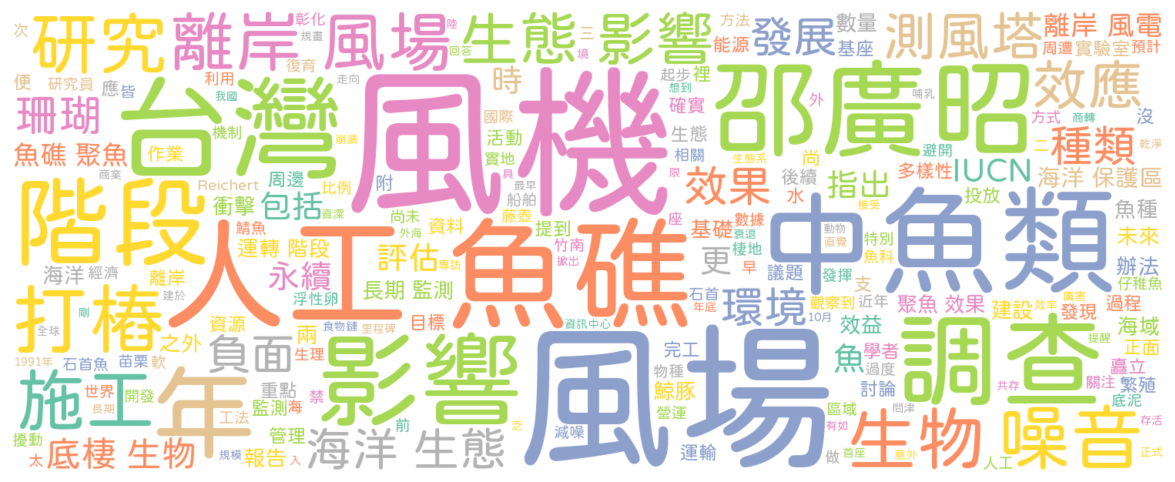 研究 離岸 風場 生態 影響 發展 測風塔 離岸 風電
次 彰化 規畫 陸 回答 三 境 方法 能源 數量 基座 周遭 實驗室 預計
便 研究員 應 皆 利用 我國 復育 走向 時 起步 想到 裡 確實 外 哺乳 效應 方式 商轉 沒
珊瑚 台灣 機制 崩潰 風機 國際 活動 實地 具 生態 相關 限 邵廣昭 尚 避開 二 種類 乾淨
魚礁 聚魚 作業 商業 Reichert 周邊 比例 附 最早 船舶 效果 生態系 後續 水 指出 多樣性 IUCN 投放 海洋 保護區
階段 衝擊 包括 資深 鯖魚 尚未 外海 資料 藤壺 提到 座 基礎 數據 衰退 棲地 動物 直覺 接受 特別 魚科 魚種 未來
人工 魚礁 中 魚類
海洋 經濟 離岸 建於 運轉 階段 永續 浮性卵 評估 專訪 長期 監測 竹南 揪出 更 早 議題 發揮 支 辦法 仔稚魚
打樁 全球 剛 資源 之外 兩 目標 食物鏈 里程碑 資訊中心 石首 年底 環境 10月 觀察到 近年 聚魚 效果 建設 效率 發現 厲害 過程
1991年 石首魚 苗栗 軟 負面 生理 影響 風場 完工 物種 鯨豚 魚 效益 學者 過度 討論 調查 共存 關注 提醒 矗立 繁殖 海域 正面
施工 世界 長期 開發 年 工法 重點 監測 海 禁 前 之 減噪 營運 區域 有如 問津 生物 噪音 底泥 存活
擾動 太 底棲 生物 規模 管理 報告 入 海洋 生態 運輸 做 首座 意外 人工 正式